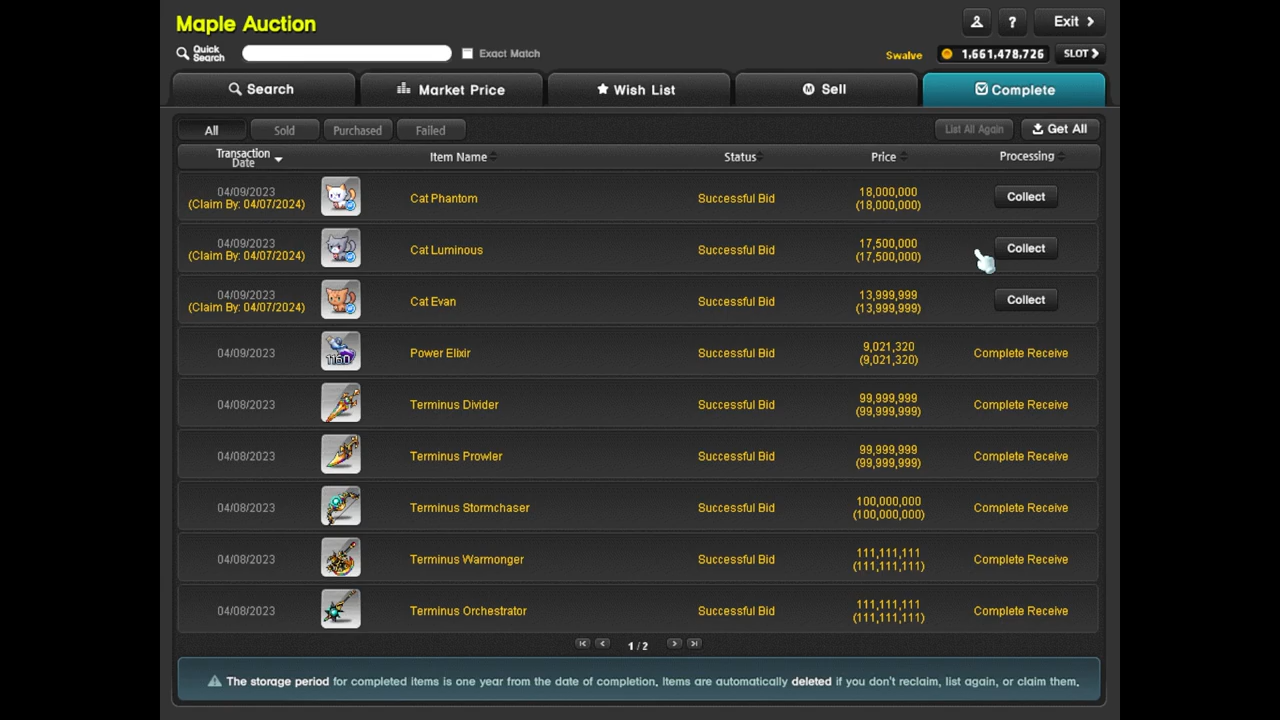 Maple Auction
? Exit
Quick Search Exact Match Swalve 1,661,478,726 SLOT
Search Market Price Wish List Sell Complete
All Sold Purchased Failed List All Again Get All
Transaction Date Item Name Status Price Processing
04/09/2023 (Claim By: 04/07/2024) Cat Phantom Successful Bid 18,000,000 (18,000,000) Collect
04/09/2023 (Claim By: 04/07/2024) Cat Luminous Successful Bid 17,500,000 (17,500,000) Collect
04/09/2023 (Claim By: 04/07/2024) Cat Evan Successful Bid 13,999,999 (13,999,999) Collect
04/09/2023 1160 Power Elixir Successful Bid 9,021,320 (9,021,320) Complete Receive
04/08/2023 Terminus Divider Successful Bid 99,999,999 (99,999,999) Complete Receive
04/08/2023 Terminus Prowler Successful Bid 99,999,999 (99,999,999) Complete Receive
04/08/2023 Terminus Stormchaser Successful Bid 100,000,000 (100,000,000) Complete Receive
04/08/2023 Terminus Warmonger Successful Bid 111,111,111 (111,111,111) Complete Receive
04/08/2023 Terminus Orchestrator Successful Bid 111,111,111 (111,111,111) Complete Receive
1 / 2
The storage period for completed items is one year from the date of completion. Items are automatically deleted if you don't reclaim, list again, or claim them.